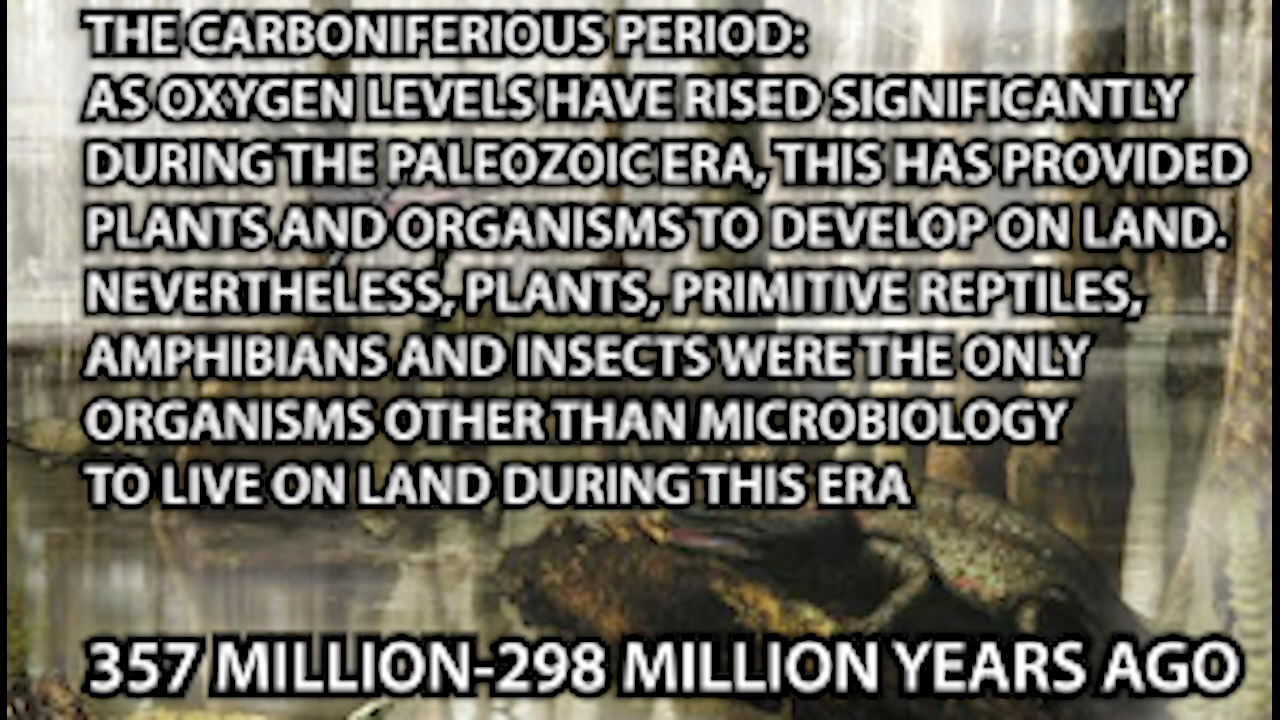 THE CARBONIFERIOUS PERIOD:
AS OXYGEN LEVELS HAVE RISED SIGNIFICANTLY
DURING THE PALEOZOIC ERA, THIS HAS PROVIDED
PLANTS AND ORGANISMS TO DEVELOP ON LAND.
NEVERTHELESS, PLANTS, PRIMITIVE REPTILES,
AMPHIBIANS AND INSECTS WERE THE ONLY
ORGANISMS OTHER THAN MICROBIOLOGY
TO LIVE ON LAND DURING THIS ERA
357 MILLION-298 MILLION YEARS AGO